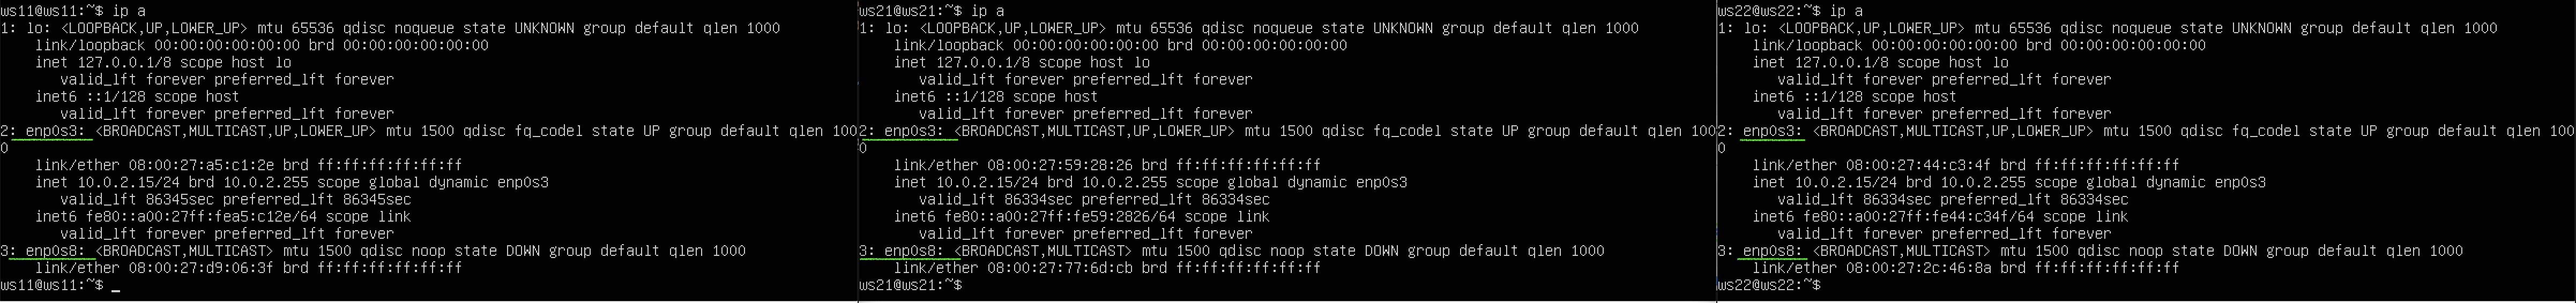 ws11@ws11:~$ ip a
1: lo: <LOOPBACK,UP,LOWER_UP> mtu 65536 qdisc noqueue state UNKNOWN group default qlen 1000
link/loopback 00:00:00:00:00:00 brd 00:00:00:00:00:00
inet 127.0.0.1/8 scope host lo
valid_lft forever preferred_lft forever
inet6 ::1/128 scope host
valid_lft forever preferred_lft forever
2: enp0s3: <BROADCAST,MULTICAST,UP,LOWER_UP> mtu 1500 qdisc fq_codel state UP group default qlen 100
0
link/ether 08:00:27:a5:c1:2e brd ff:ff:ff:ff:ff:ff
inet 10.0.2.15/24 brd 10.0.2.255 scope global dynamic enp0s3
valid_lft 86345sec preferred_lft 86345sec
inet6 fe80::a00:27ff:fea5:c12e/64 scope link
valid_lft forever preferred_lft forever
3: enp0s8: <BROADCAST,MULTICAST> mtu 1500 qdisc noop state DOWN group default qlen 1000
link/ether 08:00:27:d9:06:3f brd ff:ff:ff:ff:ff:ff
ws11@ws11:~$ _
ws21@ws21:~$ ip a
1: lo: <LOOPBACK,UP,LOWER_UP> mtu 65536 qdisc noqueue state UNKNOWN group default qlen 1000
link/loopback 00:00:00:00:00:00 brd 00:00:00:00:00:00
inet 127.0.0.1/8 scope host lo
valid_lft forever preferred_lft forever
inet6 ::1/128 scope host
valid_lft forever preferred_lft forever
2: enp0s3: <BROADCAST,MULTICAST,UP,LOWER_UP> mtu 1500 qdisc fq_codel state UP group default qlen 100
0
link/ether 08:00:27:59:28:26 brd ff:ff:ff:ff:ff:ff
inet 10.0.2.15/24 brd 10.0.2.255 scope global dynamic enp0s3
valid_lft 86334sec preferred_lft 86334sec
inet6 fe80::a00:27ff:fe59:2826/64 scope link
valid_lft forever preferred_lft forever
3: enp0s8: <BROADCAST,MULTICAST> mtu 1500 qdisc noop state DOWN group default qlen 1000
link/ether 08:00:27:77:6d:cb brd ff:ff:ff:ff:ff:ff
ws21@ws21:~$
ws22@ws22:~$ ip a
1: lo: <LOOPBACK,UP,LOWER_UP> mtu 65536 qdisc noqueue state UNKNOWN group default qlen 1000
link/loopback 00:00:00:00:00:00 brd 00:00:00:00:00:00
inet 127.0.0.1/8 scope host lo
valid_lft forever preferred_lft forever
inet6 ::1/128 scope host
valid_lft forever preferred_lft forever
2: enp0s3: <BROADCAST,MULTICAST,UP,LOWER_UP> mtu 1500 qdisc fq_codel state UP group default qlen 100
0
link/ether 08:00:27:44:c3:4f brd ff:ff:ff:ff:ff:ff
inet 10.0.2.15/24 brd 10.0.2.255 scope global dynamic enp0s3
valid_lft 86334sec preferred_lft 86334sec
inet6 fe80::a00:27ff:fe44:c34f/64 scope link
valid_lft forever preferred_lft forever
3: enp0s8: <BROADCAST,MULTICAST> mtu 1500 qdisc noop state DOWN group default qlen 1000
link/ether 08:00:27:2c:46:8a brd ff:ff:ff:ff:ff:ff
ws22@ws22:~$